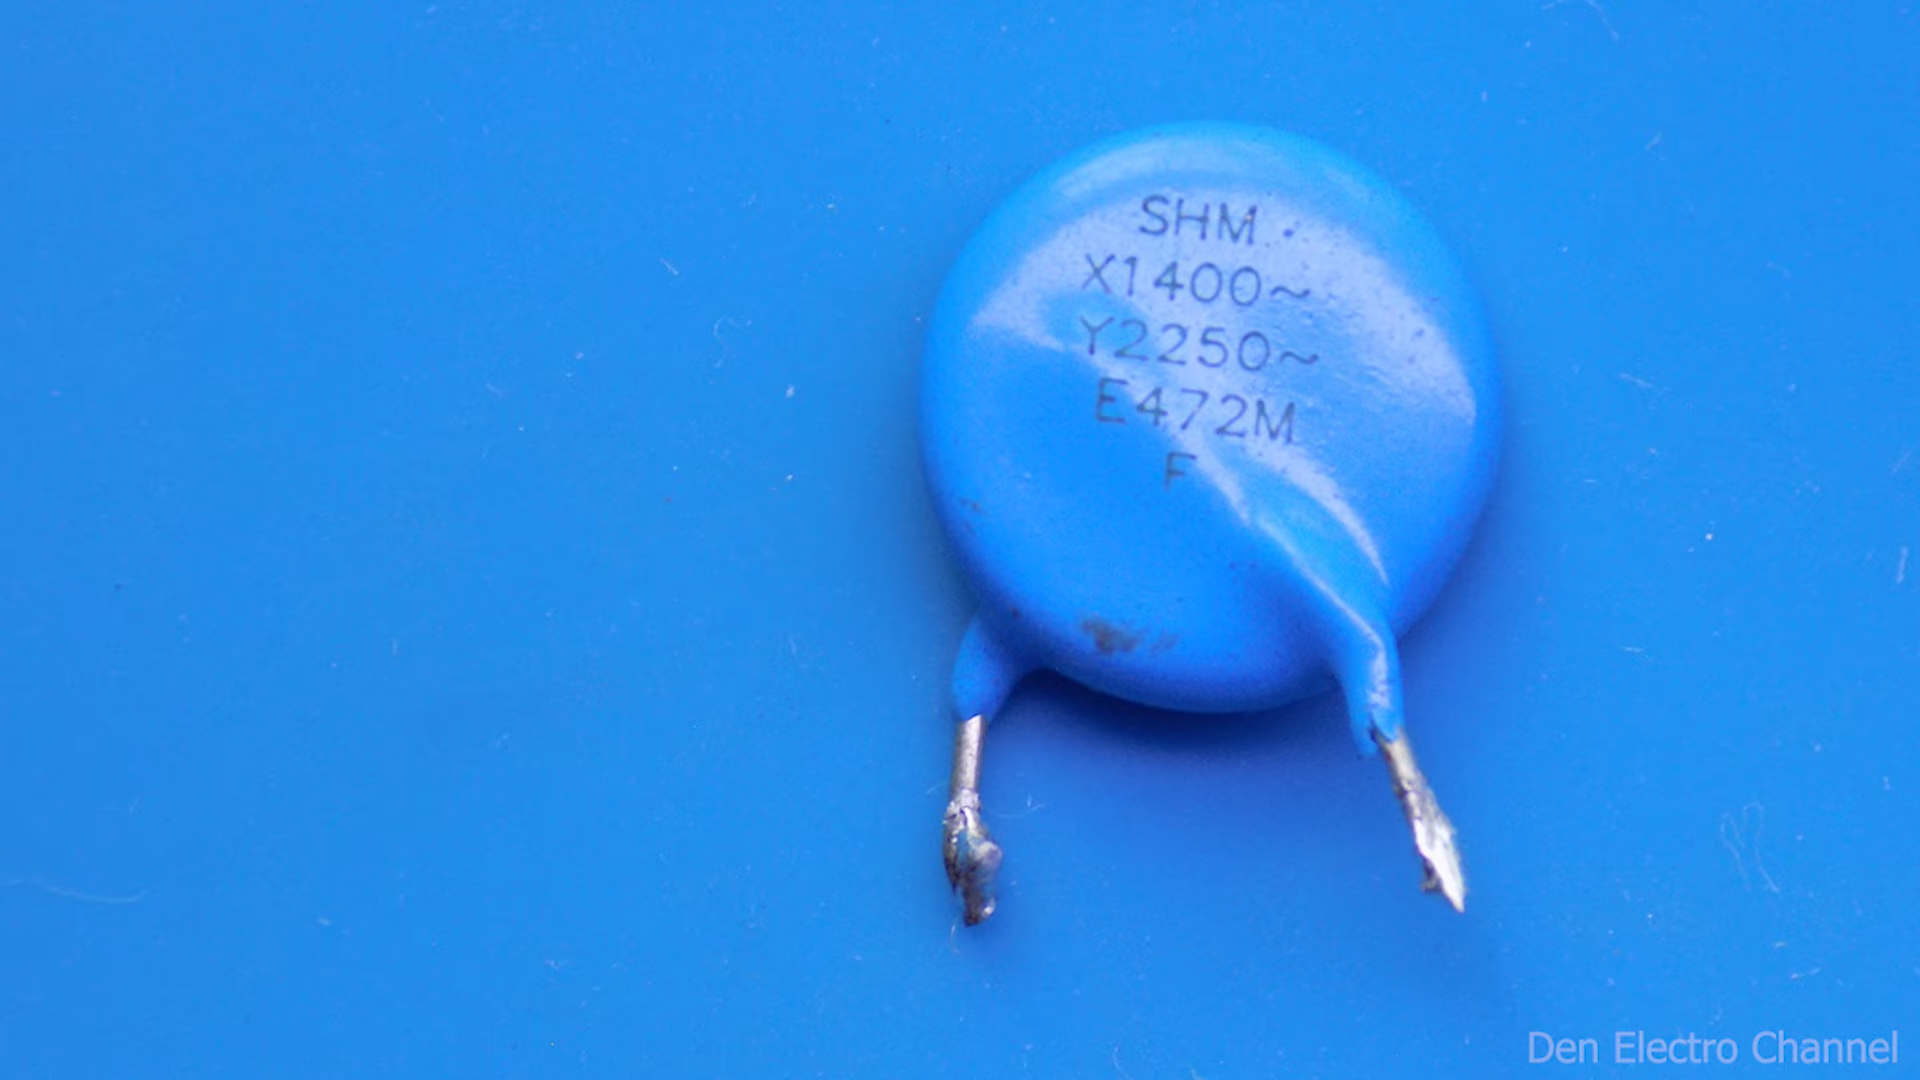 SHM
X1400~
Y2250~
E472M
F
Den Electro Channel